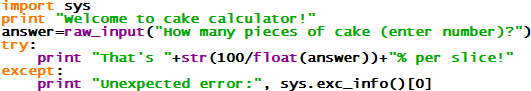 import sys
print "Welcome to cake calculator!"
answer=raw_input("How many pieces of cake (enter number)?")
try:
    print "That's "+str(100/float(answer))+"% per slice!"
except:
    print "Unexpected error:", sys.exc_info()[0]